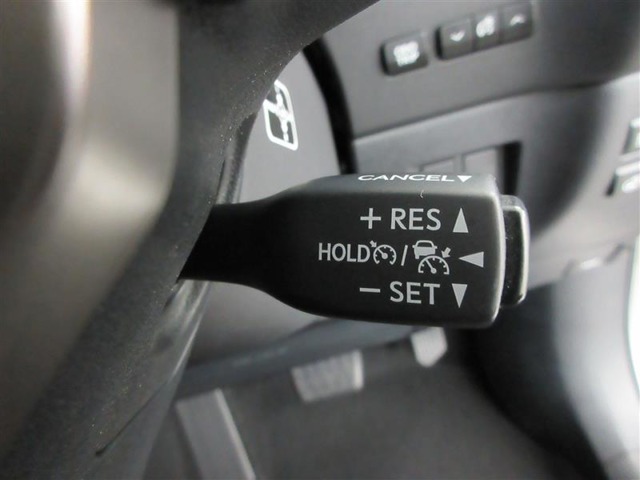 CANCEL▼
+ RES ▲
HOLD / ◀
− SET ▼